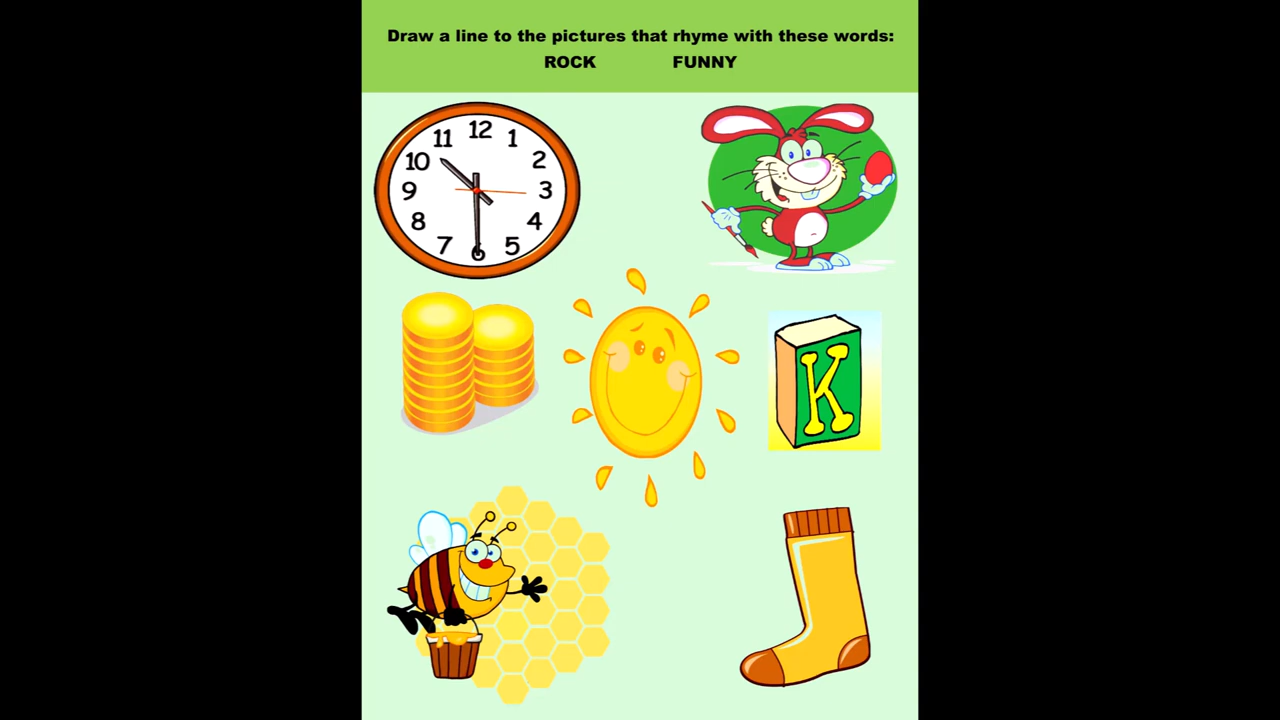 Draw a line to the pictures that rhyme with these words:
ROCK FUNNY
12
11 1
10 2
9 3
8 4
7 5
K